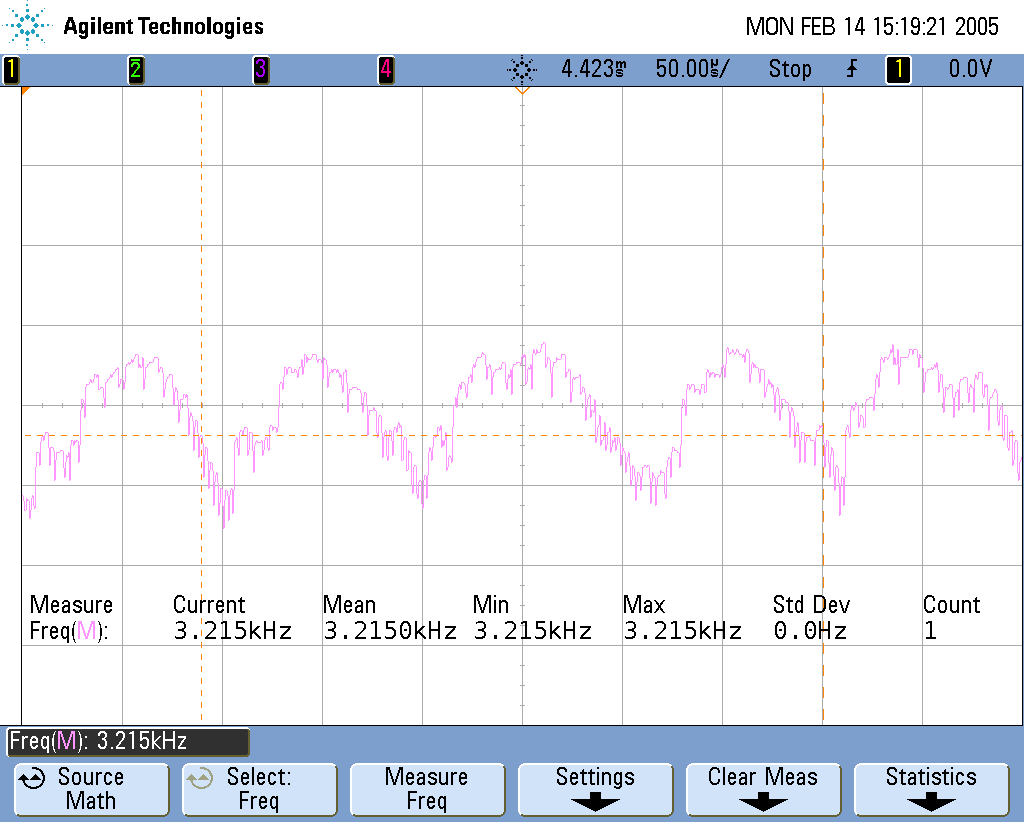 Agilent Technologies MON FEB 14 15:19:21 2005
1 2 3 4 4.423ms 50.00us/ Stop 1 0.0V
Measure Current Mean Min Max Std Dev Count
Freq(M): 3.215kHz 3.2150kHz 3.215kHz 3.215kHz 0.0Hz 1
Freq(M): 3.215kHz
Source Select: Measure Settings Clear Meas Statistics
Math Freq Freq